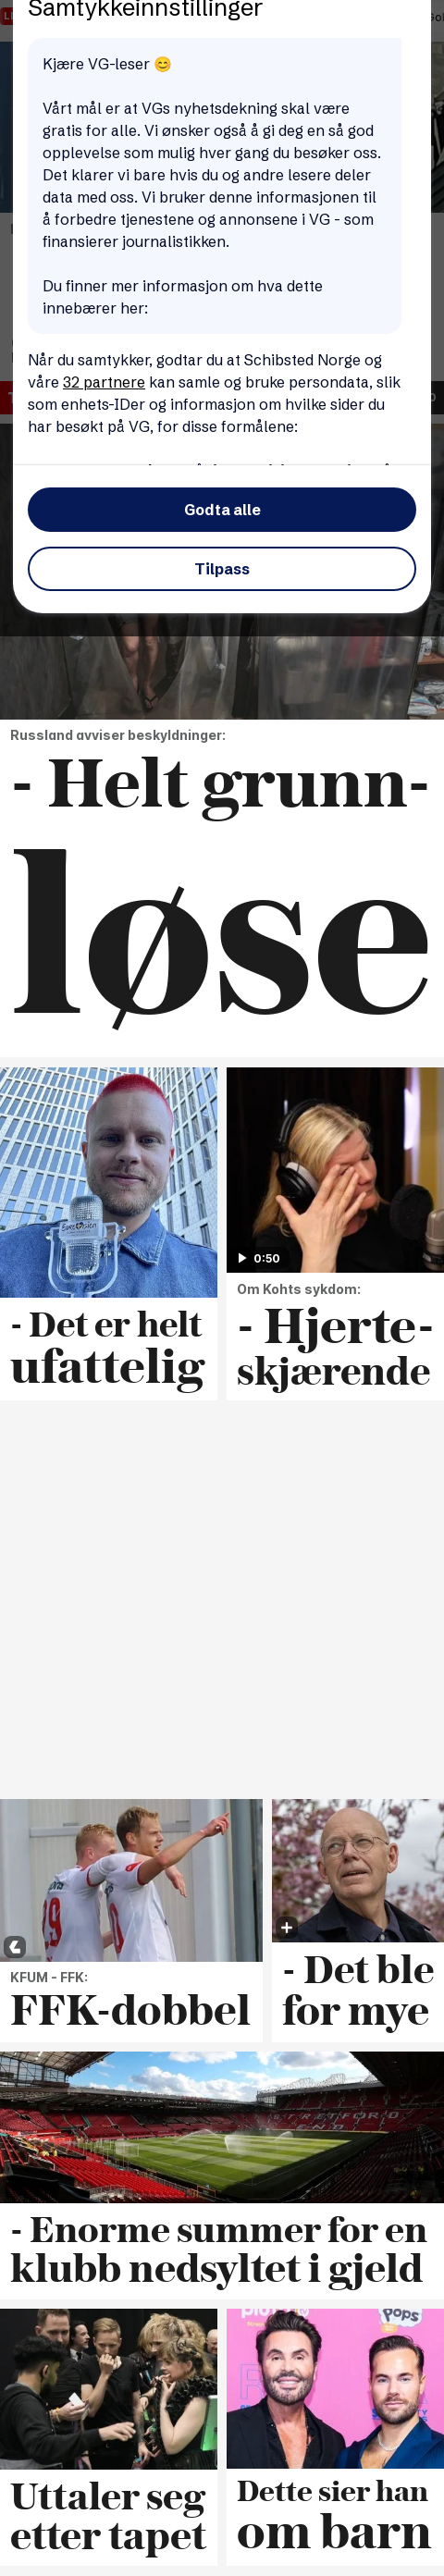 Samtykkeinnstillinger
Kjære VG-leser 😊
Vårt mål er at VGs nyhetsdekning skal være
gratis for alle. Vi ønsker også å gi deg en så god
opplevelse som mulig hver gang du besøker oss.
Det klarer vi bare hvis du og andre lesere deler
data med oss. Vi bruker denne informasjonen til
å forbedre tjenestene og annonsene i VG - som
finansierer journalistikken.
Du finner mer informasjon om hva dette
innebærer her:
Når du samtykker, godtar du at Schibsted Norge og
våre 32 partnere kan samle og bruke persondata, slik
som enhets-IDer og informasjon om hvilke sider du
har besøkt på VG, for disse formålene:
Godta alle
Tilpass
Russland avviser beskyldninger:
- Helt grunn-
løse
0:50
- Det er helt
ufattelig
Om Kohts sykdom:
- Hjerte-
skjærende
KFUM - FFK:
FFK-dobbel
- Det ble
for mye
STRETFORD
END
- Enorme summer for en
klubb nedsyltet i gjeld
Uttaler seg
etter tapet
Dette sier han
om barn